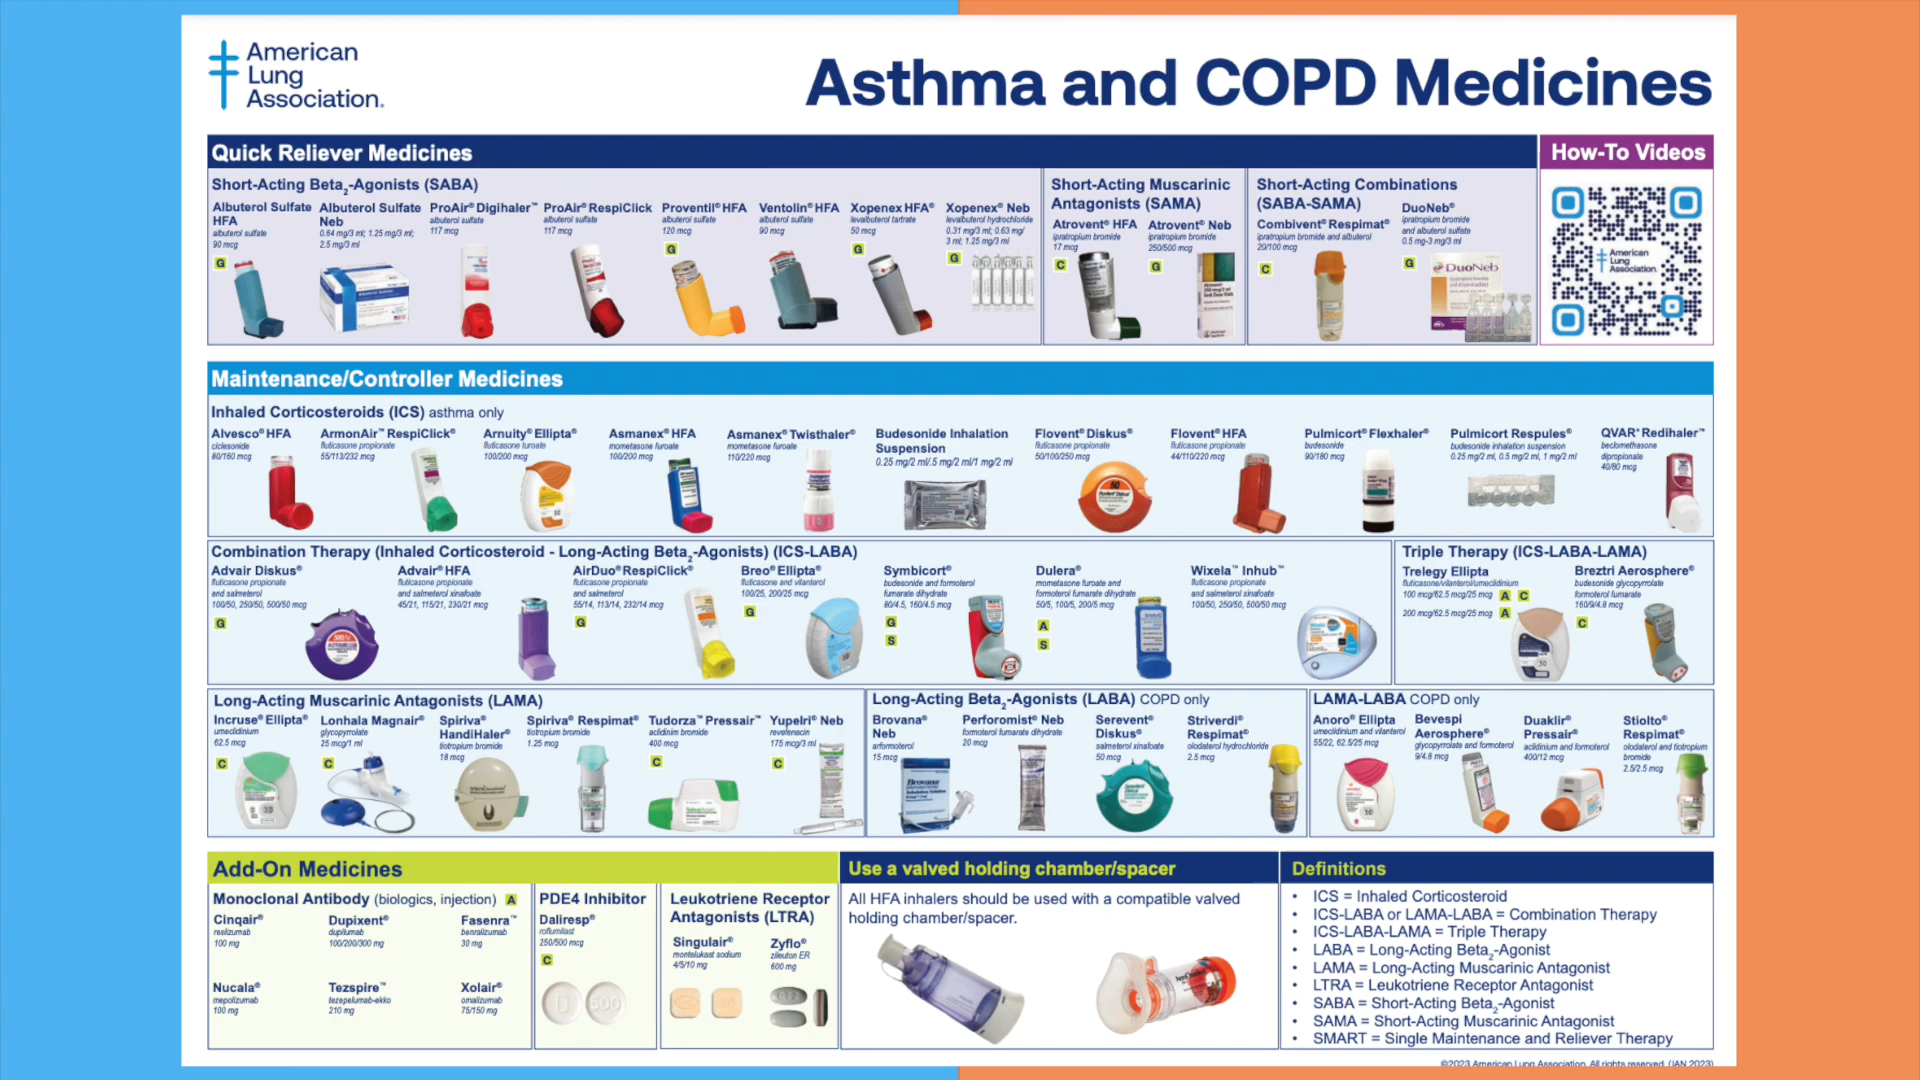 American
Lung
Association.
Asthma and COPD Medicines
Quick Reliever Medicines
How-To Videos
Short-Acting Beta2-Agonists (SABA)
Albuterol Sulfate HFA
albuterol sulfate
90 mcg
G
Albuterol Sulfate Neb
0.64 mg/3 ml; 1.25 mg/3 ml;
2.5 mg/3 ml
ProAir® Digihaler™
albuterol sulfate
117 mcg
ProAir® RespiClick
albuterol sulfate
117 mcg
Proventil® HFA
albuterol sulfate
120 mcg
G
Ventolin® HFA
albuterol sulfate
90 mcg
Xopenex HFA®
levalbuterol tartrate
50 mcg
G
Xopenex® Neb
levalbuterol hydrochloride
0.31 mg/3 ml; 0.63 mg/
3 ml; 1.25 mg/3 ml
G
Short-Acting Muscarinic
Antagonists (SAMA)
Atrovent® HFA
ipratropium bromide
17 mcg
C
Atrovent® Neb
ipratropium bromide
250/500 mcg
G
Short-Acting Combinations
(SABA-SAMA)
Combivent® Respimat®
ipratropium bromide and albuterol
20/100 mcg
C
DuoNeb®
ipratropium bromide
and albuterol sulfate
0.5 mg-3 mg/3 ml
G
DuoNeb
American
Lung
Association.
Maintenance/Controller Medicines
Inhaled Corticosteroids (ICS) asthma only
Alvesco® HFA
ciclesonide
80/160 mcg
ArmonAir™ RespiClick®
fluticasone propionate
55/113/232 mcg
Arnuity® Ellipta®
fluticasone furoate
100/200 mcg
Asmanex® HFA
mometasone furoate
100/200 mcg
Asmanex® Twisthaler®
mometasone furoate
110/220 mcg
Budesonide Inhalation
Suspension
0.25 mg/2 ml/.5 mg/2 ml/1 mg/2 ml
Flovent® Diskus®
fluticasone propionate
50/100/250 mcg
50
Flovent® HFA
fluticasone propionate
44/110/220 mcg
Pulmicort® Flexhaler®
budesonide
90/180 mcg
Pulmicort Respules®
budesonide inhalation suspension
0.25 mg/2 ml, 0.5 mg/2 ml, 1 mg/2 ml
QVAR® Redihaler™
beclomethasone
dipropionate
40/80 mcg
Combination Therapy (Inhaled Corticosteroid - Long-Acting Beta2-Agonists) (ICS-LABA)
Advair Diskus®
fluticasone propionate
and salmeterol
100/50, 250/50, 500/50 mcg
G
Advair® HFA
fluticasone propionate
and salmeterol xinafoate
45/21, 115/21, 230/21 mcg
AirDuo® RespiClick®
fluticasone propionate
and salmeterol
55/14, 113/14, 232/14 mcg
G
Breo® Ellipta®
fluticasone and vilanterol
100/25, 200/25 mcg
G
Symbicort®
budesonide and formoterol
fumarate dihydrate
80/4.5, 160/4.5 mcg
G
S
Dulera®
mometasone furoate and
formoterol fumarate dihydrate
50/5, 100/5, 200/5 mcg
A
S
Wixela™ Inhub™
fluticasone propionate
and salmeterol xinafoate
100/50, 250/50, 500/50 mcg
Triple Therapy (ICS-LABA-LAMA)
Trelegy Ellipta
fluticasone/vilanterol/umeclidinium
100 mcg/62.5 mcg/25 mcg A C
200 mcg/62.5 mcg/25 mcg A
30
Breztri Aerosphere®
budesonide glycopyrrolate
formoterol fumarate
160/9/4.8 mcg
C
Long-Acting Muscarinic Antagonists (LAMA)
Incruse® Ellipta®
umeclidinium
62.5 mcg
C
Lonhala Magnair®
glycopyrrolate
25 mcg/1 ml
C
Spiriva®
HandiHaler®
tiotropium bromide
18 mcg
Spiriva® Respimat®
tiotropium bromide
1.25 mcg
Tudorza™ Pressair™
aclidinim bromide
400 mcg
C
Yupelri® Neb
revefenacin
175 mcg/3 ml
C
Long-Acting Beta2-Agonists (LABA) COPD only
Brovana®
Neb
arformoterol
15 mcg
Brovana
Perforomist® Neb
formoterol fumarate dihydrate
20 mcg
Serevent®
Diskus®
salmeterol xinafoate
50 mcg
Striverdi®
Respimat®
olodaterol hydrochloride
2.5 mcg
LAMA-LABA COPD only
Anoro® Ellipta
umeclidinium and vilanterol
55/22, 62.5/25 mcg
Bevespi
Aerosphere®
glycopyrrolate and formoterol
9/4.8 mcg
Duaklir®
Pressair®
aclidinium and formoterol
400/12 mcg
Stiolto®
Respimat®
olodaterol and tiotropium
bromide
2.5/2.5 mcg
Add-On Medicines
Monoclonal Antibody (biologics, injection) A
Cinqair®
reslizumab
100 mg
Dupixent®
dupilumab
100/200/300 mg
Fasenra™
benralizumab
30 mg
Nucala®
mepolizumab
100 mg
Tezspire™
tezepelumab-ekko
210 mg
Xolair®
omalizumab
75/150 mg
PDE4 Inhibitor
Daliresp®
roflumilast
250/500 mcg
C
D
500
Leukotriene Receptor
Antagonists (LTRA)
Singulair®
montelukast sodium
4/5/10 mg
Zyflo®
zileuton ER
600 mg
Use a valved holding chamber/spacer
All HFA inhalers should be used with a compatible valved
holding chamber/spacer.
Definitions
• ICS = Inhaled Corticosteroid
• ICS-LABA or LAMA-LABA = Combination Therapy
• ICS-LABA-LAMA = Triple Therapy
• LABA = Long-Acting Beta2-Agonist
• LAMA = Long-Acting Muscarinic Antagonist
• LTRA = Leukotriene Receptor Antagonist
• SABA = Short-Acting Beta2-Agonist
• SAMA = Short-Acting Muscarinic Antagonist
• SMART = Single Maintenance and Reliever Therapy
©2023 American Lung Association. All rights reserved. (JAN 2023)